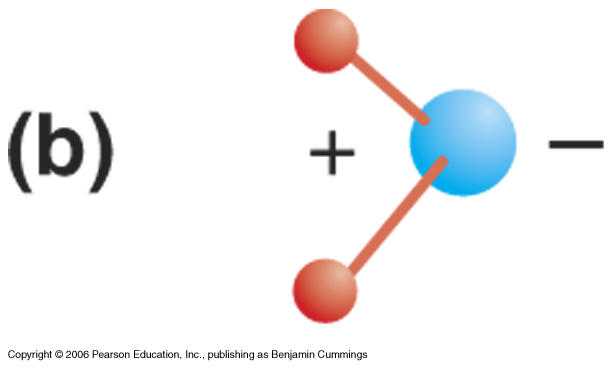 (b)
+ −
Copyright © 2006 Pearson Education, Inc., publishing as Benjamin Cummings